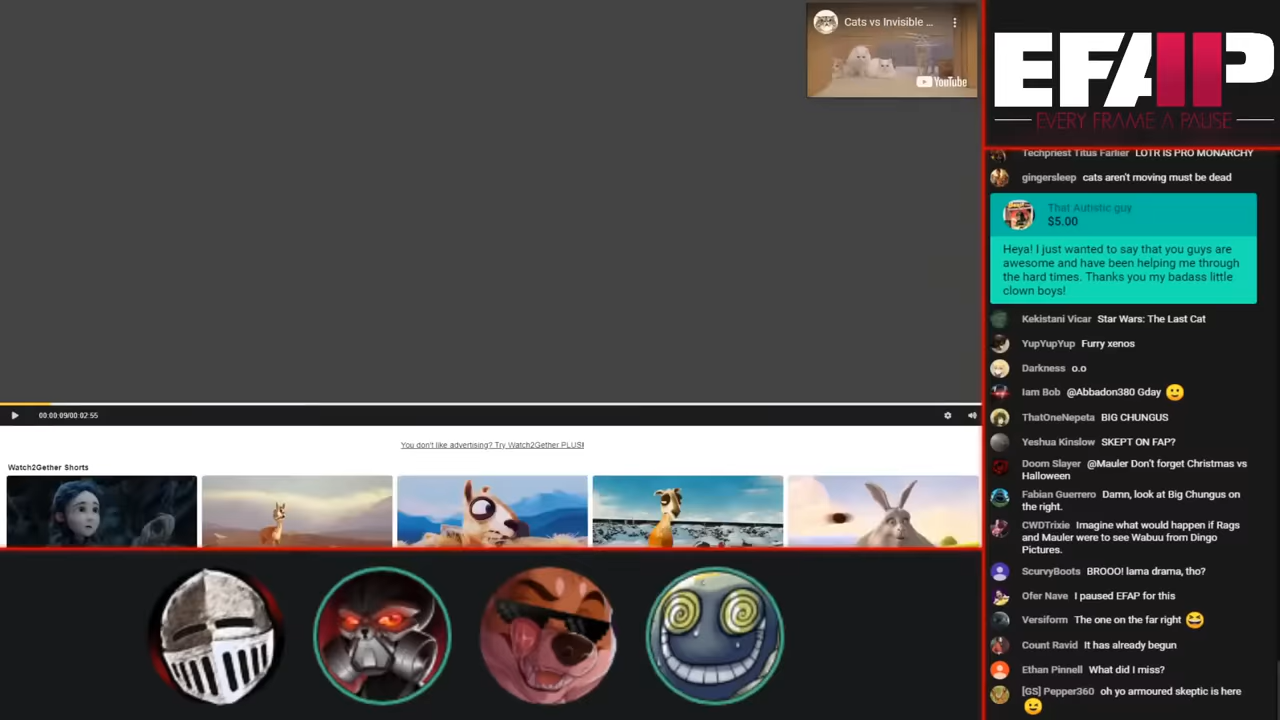 Cats vs Invisible ...
YouTube
00:00:09/00:02:55
You don't like advertising? Try Watch2Gether PLUS!
Watch2Gether Shorts
EFAP
EVERY FRAME A PAUSE
Techpriest Titus Farlier LOTR IS PRO MONARCHY
gingersleep cats aren't moving must be dead
That Autistic guy
$5.00
Heya! I just wanted to say that you guys are
awesome and have been helping me through
the hard times. Thanks you my badass little
clown boys!
Kekistani Vicar Star Wars: The Last Cat
YupYupYup Furry xenos
Darkness o.o
Iam Bob @Abbadon380 Gday 🙂
ThatOneNepeta BIG CHUNGUS
Yeshua Kinslow SKEPT ON FAP?
Doom Slayer @Mauler Don't forget Christmas vs
Halloween
Fabian Guerrero Damn, look at Big Chungus on
the right.
CWDTrixie Imagine what would happen if Rags
and Mauler were to see Wabuu from Dingo
Pictures.
ScurvyBoots BROOO! lama drama, tho?
Ofer Nave I paused EFAP for this
Versiform The one on the far right 😆
Count Ravid It has already begun
Ethan Pinnell What did I miss?
[GS] Pepper360 oh yo armoured skeptic is here
😉